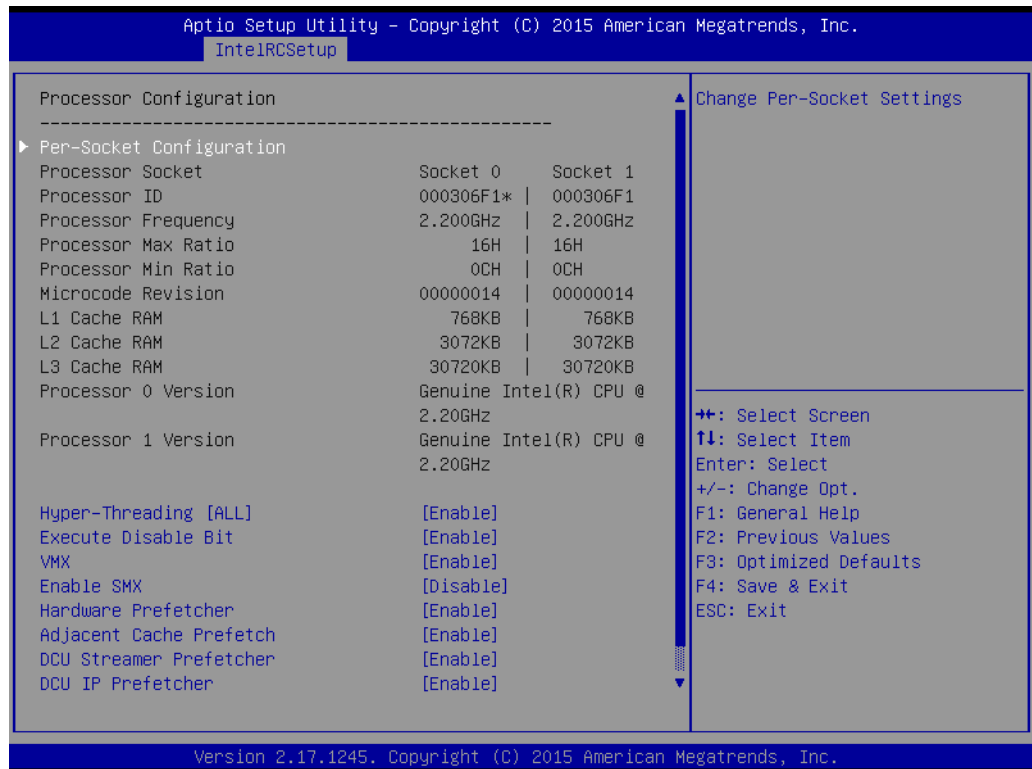 Aptio Setup Utility – Copyright (C) 2015 American Megatrends, Inc.
IntelRCSetup
Processor Configuration
--------------------------------------------------
Per-Socket Configuration
Processor Socket Socket 0 Socket 1
Processor ID 000306F1* | 000306F1
Processor Frequency 2.200GHz | 2.200GHz
Processor Max Ratio 16H | 16H
Processor Min Ratio 0CH | 0CH
Microcode Revision 00000014 | 00000014
L1 Cache RAM 768KB | 768KB
L2 Cache RAM 3072KB | 3072KB
L3 Cache RAM 30720KB | 30720KB
Processor 0 Version Genuine Intel(R) CPU @
2.20GHz
Processor 1 Version Genuine Intel(R) CPU @
2.20GHz
Hyper-Threading [ALL] [Enable]
Execute Disable Bit [Enable]
VMX [Enable]
Enable SMX [Disable]
Hardware Prefetcher [Enable]
Adjacent Cache Prefetch [Enable]
DCU Streamer Prefetcher [Enable]
DCU IP Prefetcher [Enable]
Change Per-Socket Settings
→←: Select Screen
↑↓: Select Item
Enter: Select
+/-: Change Opt.
F1: General Help
F2: Previous Values
F3: Optimized Defaults
F4: Save & Exit
ESC: Exit
Version 2.17.1245. Copyright (C) 2015 American Megatrends, Inc.